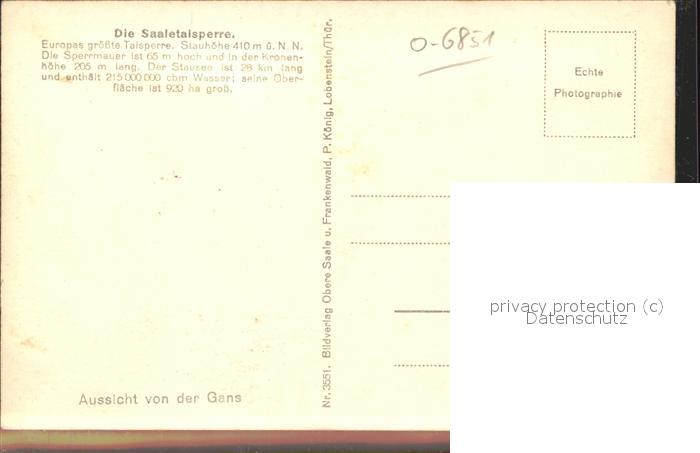 Die Saaletalsperre.
Europas größte Talsperre. Stauhöhe 410 m ü. N. N.
Die Sperrmauer ist 65 m hoch und in der Kronen-
höhe 205 m lang. Der Stausee ist 28 km lang
und enthält 215 000 000 cbm Wasser; seine Ober-
fläche ist 920 ha groß.
Aussicht von der Gans
Nr. 3551. Bildverlag Obere Saale u. Frankenwald, P. König, Lobenstein/Thür.
0-6851
Echte
Photographie
privacy protection (c)
Datenschutz